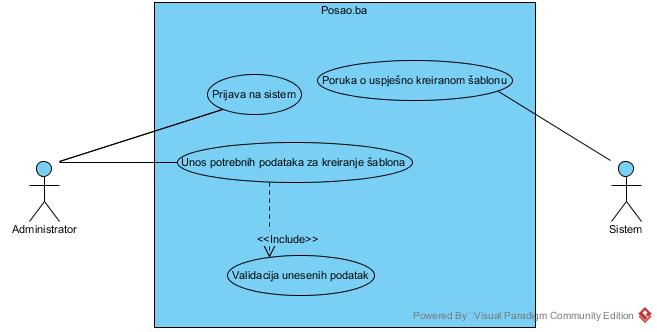 Posao.ba
Poruka o uspješno kreiranom šablonu
Prijava na sistem
Unos potrebnih podataka za kreiranje šablona
Administrator
Sistem
<<Include>>
Validacija unesenih podatak
Powered By Visual Paradigm Community Edition